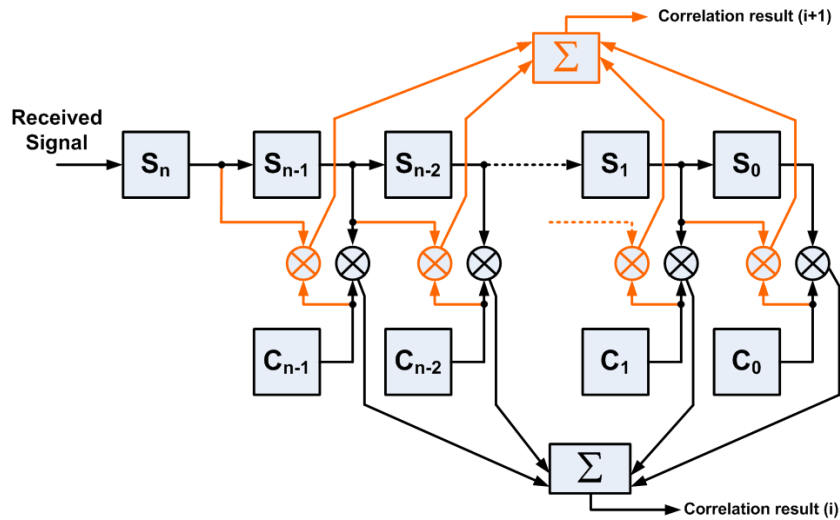 Correlation result (i+1)
Σ
Received
Signal
Sn
Sn-1
Sn-2
S1
S0
Cn-1
Cn-2
C1
C0
Σ
Correlation result (i)